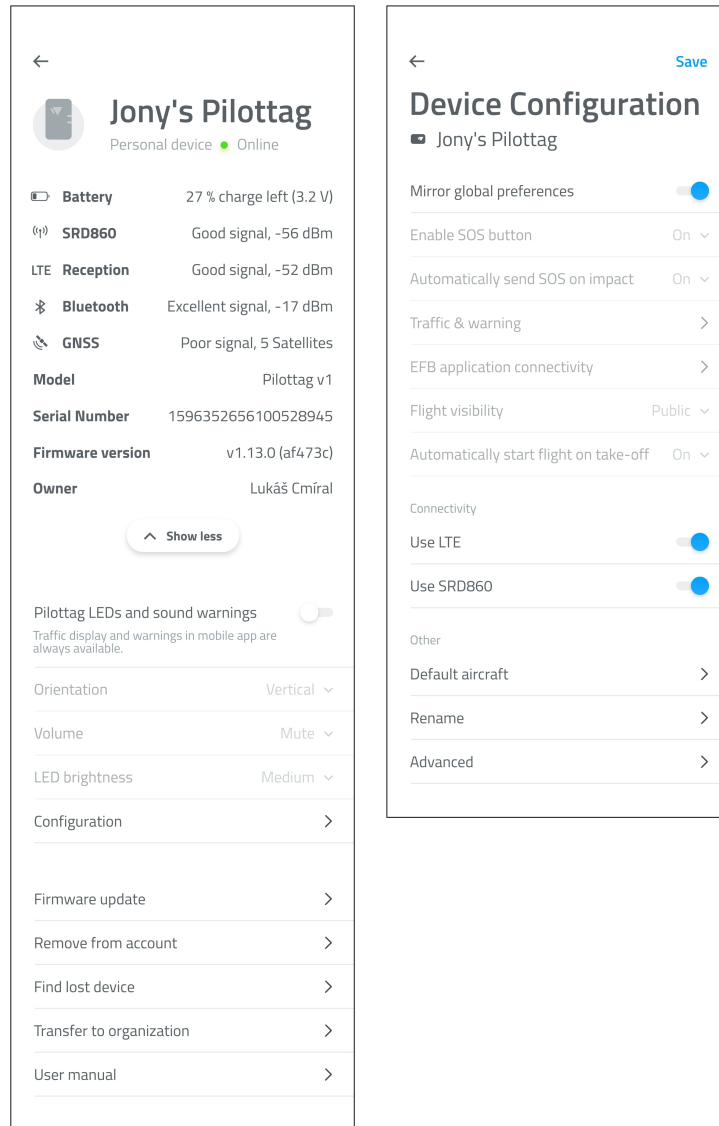 Jony's Pilottag
Personal device ● Online
Battery 27 % charge left (3.2 V)
SRD860 Good signal, -56 dBm
LTE Reception Good signal, -52 dBm
Bluetooth Excellent signal, -17 dBm
GNSS Poor signal, 5 Satellites
Model Pilottag v1
Serial Number 1596352656100528945
Firmware version v1.13.0 (af473c)
Owner Lukáš Cmíral
Show less
Pilottag LEDs and sound warnings
Traffic display and warnings in mobile app are
always available.
Orientation Vertical
Volume Mute
LED brightness Medium
Configuration
Firmware update
Remove from account
Find lost device
Transfer to organization
User manual
Save
Device Configuration
Jony's Pilottag
Mirror global preferences
Enable SOS button On
Automatically send SOS on impact On
Traffic & warning
EFB application connectivity
Flight visibility Public
Automatically start flight on take-off On
Connectivity
Use LTE
Use SRD860
Other
Default aircraft
Rename
Advanced